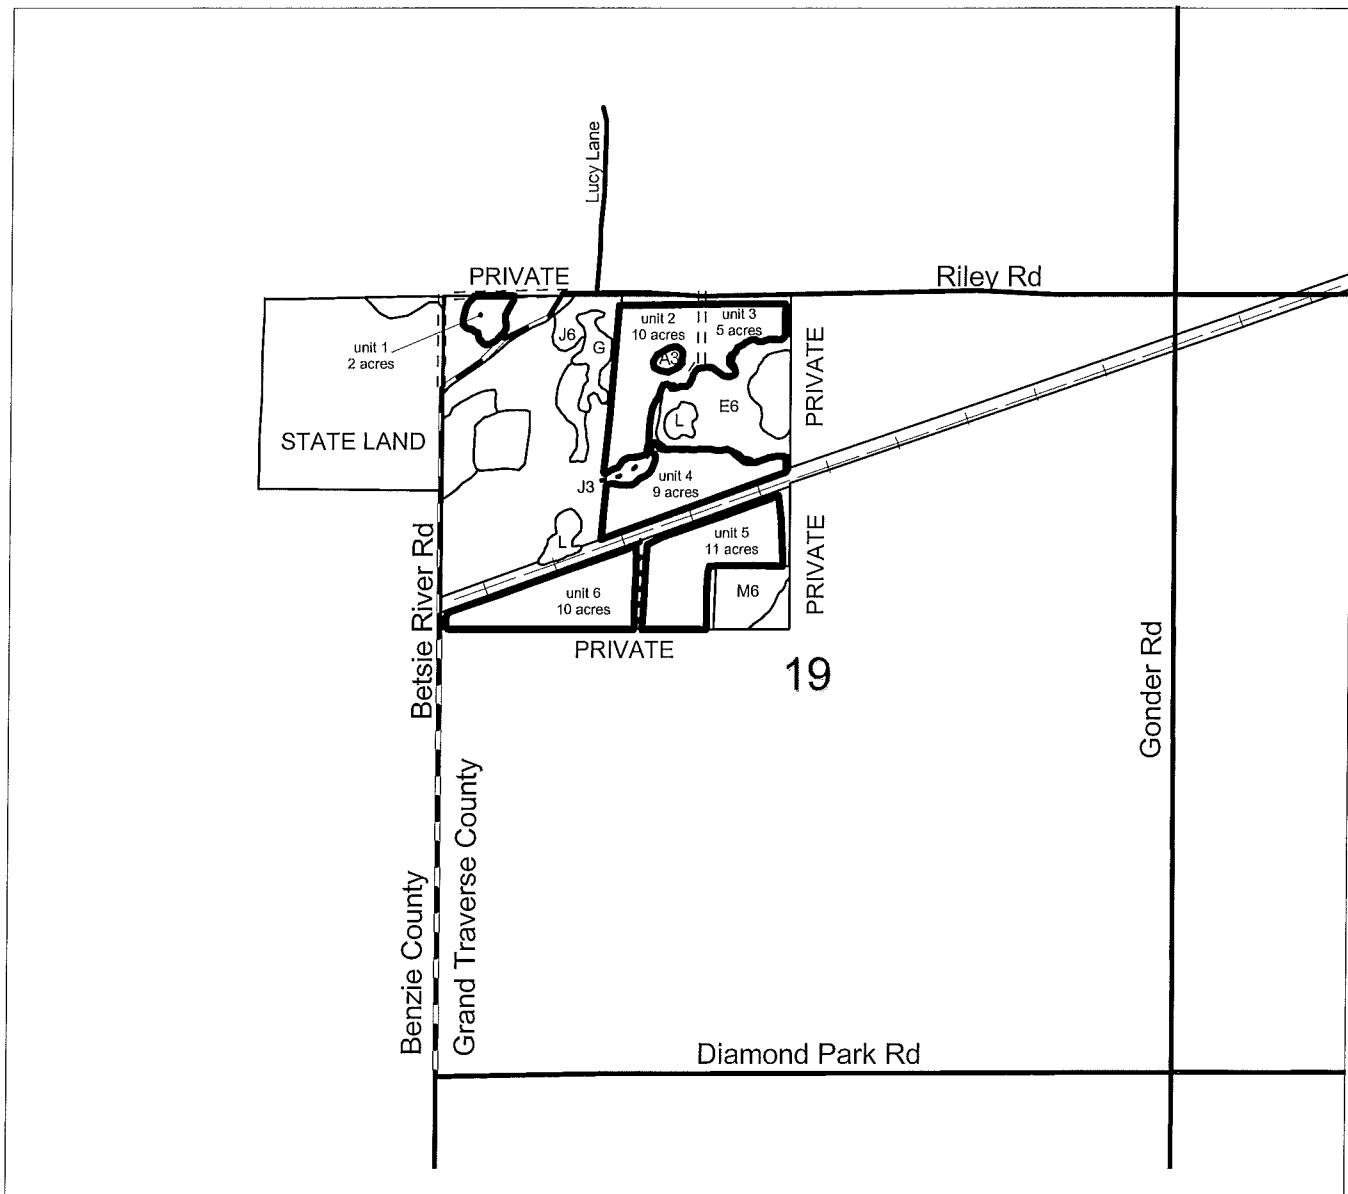 Lucy Lane
PRIVATE
Riley Rd
unit 1
2 acres
J6
G
unit 2
10 acres
unit 3
5 acres
A3
PRIVATE
E6
L
STATE LAND
J3
unit 4
9 acres
L
unit 5
11 acres
PRIVATE
unit 6
10 acres
M6
Betsie River Rd
PRIVATE
19
Gonder Rd
Benzie County
Grand Traverse County
Diamond Park Rd